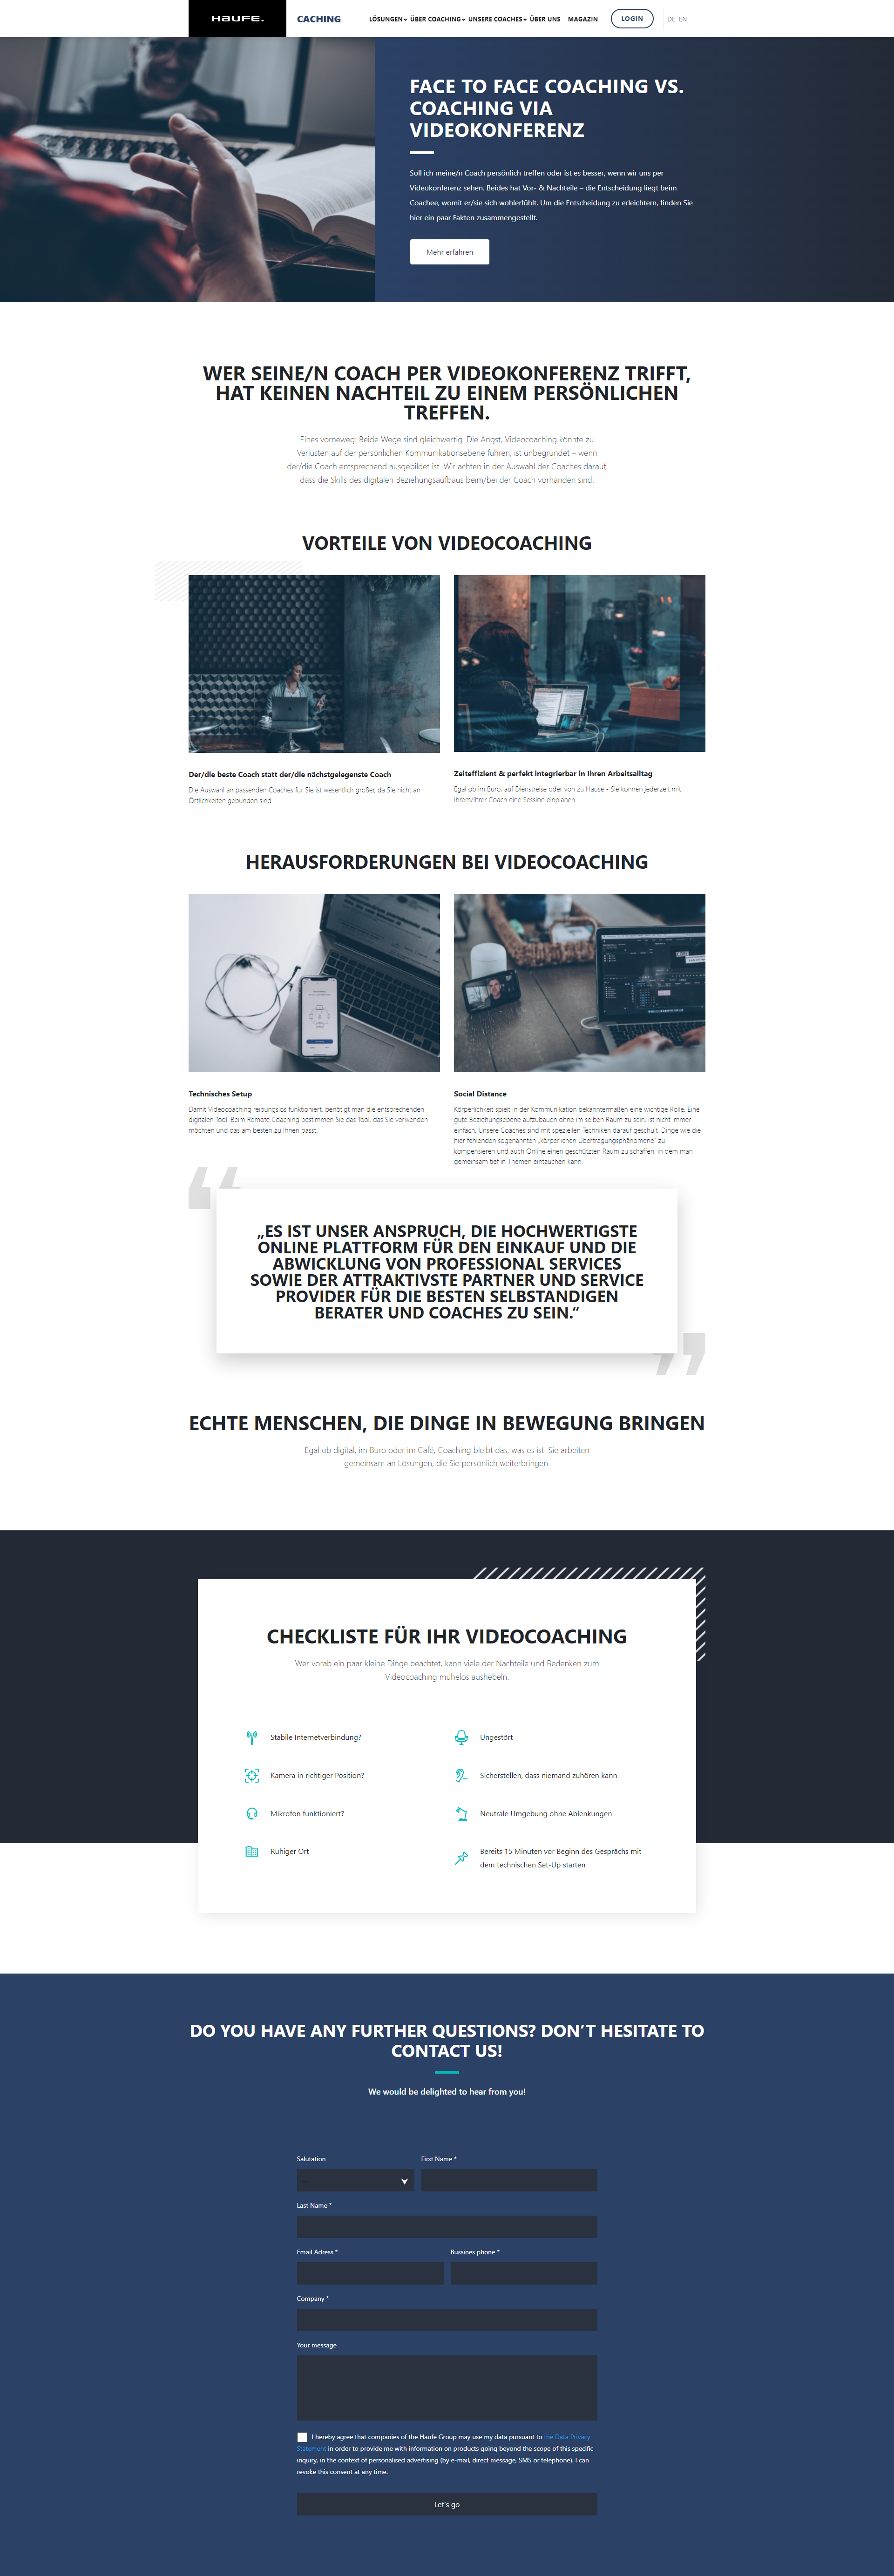 HAUFE.
CACHING
LÖSUNGEN ÜBER COACHING UNSERE COACHES ÜBER UNS MAGAZIN
LOGIN
DE EN
FACE TO FACE COACHING VS.
COACHING VIA
VIDEOKONFERENZ
Soll ich meine/n Coach persönlich treffen oder ist es besser, wenn wir uns per
Videokonferenz sehen. Beides hat Vor- & Nachteile – die Entscheidung liegt beim
Coachee, womit er/sie sich wohlerfühlt. Um die Entscheidung zu erleichtern, finden Sie
hier ein paar Fakten zusammengestellt.
Mehr erfahren
WER SEINE/N COACH PER VIDEOKONFERENZ TRIFFT,
HAT KEINEN NACHTEIL ZU EINEM PERSÖNLICHEN
TREFFEN.
Eines vorneweg: Beide Wege sind gleichwertig. Die Angst, Videocoaching könnte zu
Verlusten auf der persönlichen Kommunikationsebene führen, ist unbegründet – wenn
der/die Coach entsprechend ausgebildet ist. Wir achten in der Auswahl der Coaches darauf,
dass die Skills des digitalen Beziehungsaufbaus beim/bei der Coach vorhanden sind.
VORTEILE VON VIDEOCOACHING
Der/die beste Coach statt der/die nächstgelegenste Coach
Die Auswahl an passenden Coaches für Sie ist wesentlich größer, da Sie nicht an
Örtlichkeiten gebunden sind.
Zeiteffizient & perfekt integrierbar in Ihren Arbeitsalltag
Egal ob im Büro, auf Dienstreise oder von zu Hause - Sie können jederzeit mit
Ihrem/Ihrer Coach eine Session einplanen.
HERAUSFORDERUNGEN BEI VIDEOCOACHING
Technisches Setup
Damit Videocoaching reibungslos funktioniert, benötigt man die entsprechenden
digitalen Tool. Beim Remote Coaching bestimmen Sie das Tool, das Sie verwenden
möchten und das am besten zu Ihnen passt.
Social Distance
Körperlichkeit spielt in der Kommunikation bekanntermaßen eine wichtige Rolle. Eine
gute Beziehungsebene aufzubauen ohne im selben Raum zu sein, ist nicht immer
einfach. Unsere Coaches sind mit speziellen Techniken darauf geschult, Dinge wie die
hier fehlenden sogenannten „körperlichen Übertragungsphänomene“ zu
kompensieren und auch Online einen geschützten Raum zu schaffen, in dem man
gemeinsam tief in Themen eintauchen kann.
„ES IST UNSER ANSPRUCH, DIE HOCHWERTIGSTE
ONLINE PLATTFORM FÜR DEN EINKAUF UND DIE
ABWICKLUNG VON PROFESSIONAL SERVICES
SOWIE DER ATTRAKTIVSTE PARTNER UND SERVICE
PROVIDER FÜR DIE BESTEN SELBSTANDIGEN
BERATER UND COACHES ZU SEIN.“
ECHTE MENSCHEN, DIE DINGE IN BEWEGUNG BRINGEN
Egal ob digital, im Büro oder im Café, Coaching bleibt das, was es ist: Sie arbeiten
gemeinsam an Lösungen, die Sie persönlich weiterbringen.
CHECKLISTE FÜR IHR VIDEOCOACHING
Wer vorab ein paar kleine Dinge beachtet, kann viele der Nachteile und Bedenken zum
Videocoaching mühelos aushebeln.
Stabile Internetverbindung?
Ungestört
Kamera in richtiger Position?
Sicherstellen, dass niemand zuhören kann
Mikrofon funktioniert?
Neutrale Umgebung ohne Ablenkungen
Ruhiger Ort
Bereits 15 Minuten vor Beginn des Gesprächs mit
dem technischen Set-Up starten
DO YOU HAVE ANY FURTHER QUESTIONS? DON’T HESITATE TO
CONTACT US!
We would be delighted to hear from you!
Salutation
First Name *
--
Last Name *
Email Adress *
Bussines phone *
Company *
Your message
I hereby agree that companies of the Haufe Group may use my data pursuant to the Data Privacy
Statement in order to provide me with information on products going beyond the scope of this specific
inquiry, in the context of personalised advertising (by e-mail, direct message, SMS or telephone). I can
revoke this consent at any time.
Let's go